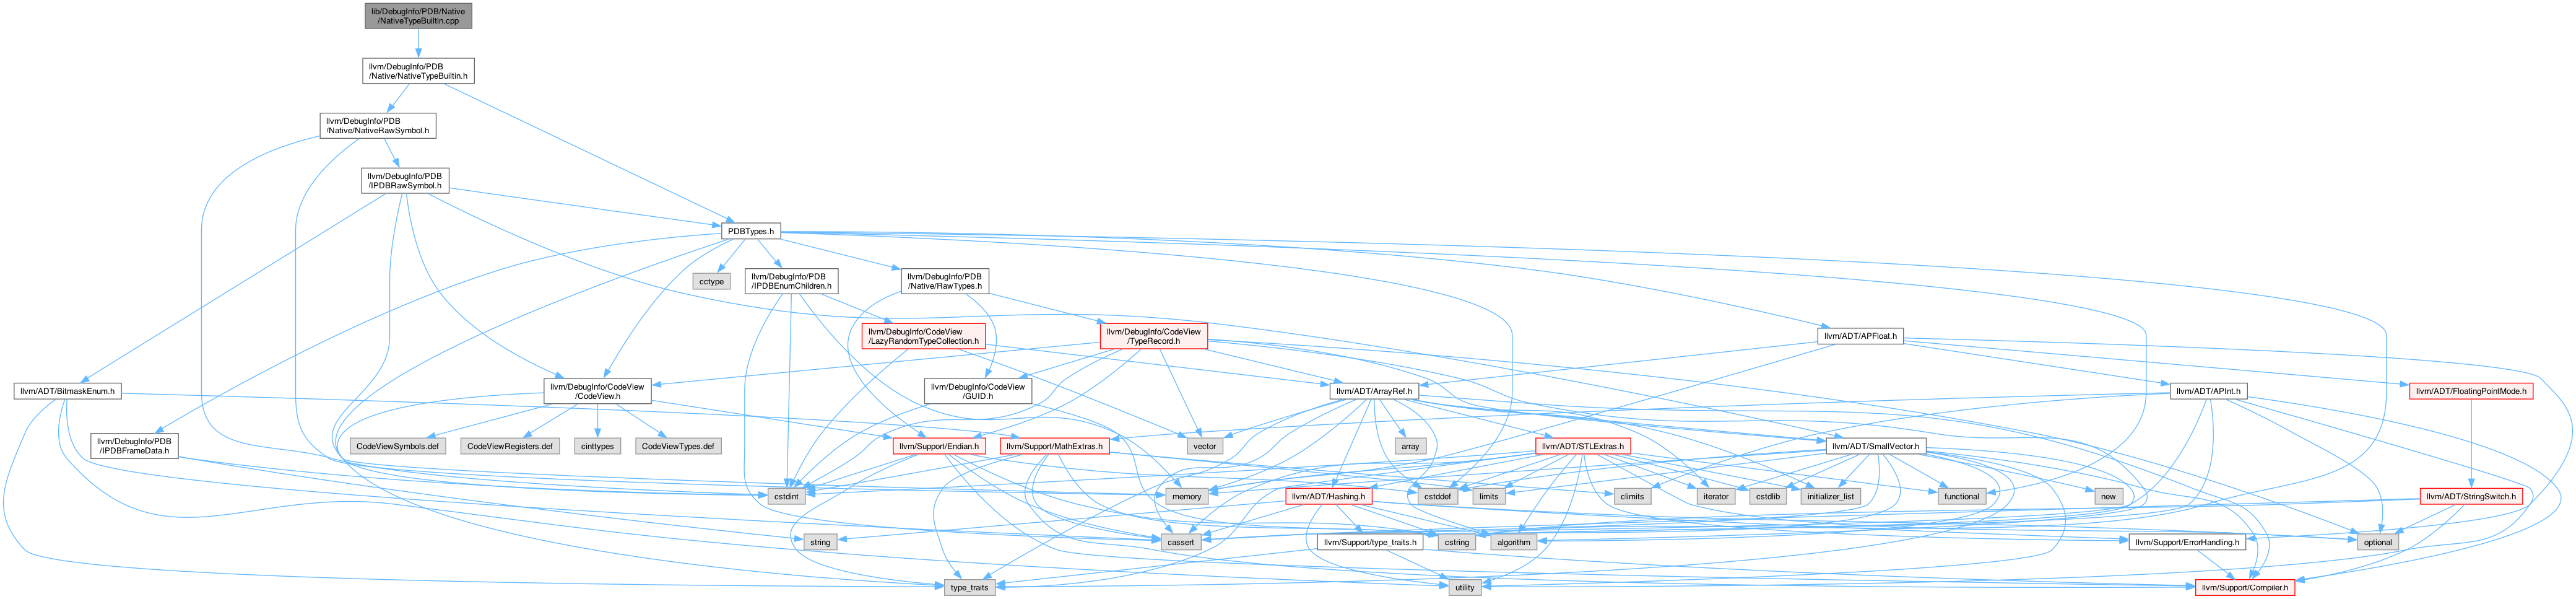 lib/DebugInfo/PDB/Native
/NativeTypeBuiltin.cpp
llvm/DebugInfo/PDB
/Native/NativeTypeBuiltin.h
llvm/DebugInfo/PDB
/Native/NativeRawSymbol.h
llvm/DebugInfo/PDB
/IPDBRawSymbol.h
PDBTypes.h
cctype
llvm/DebugInfo/PDB
/IPDBEnumChildren.h
llvm/DebugInfo/PDB
/Native/RawTypes.h
llvm/DebugInfo/CodeView
/LazyRandomTypeCollection.h
llvm/DebugInfo/CodeView
/TypeRecord.h
llvm/ADT/APFloat.h
llvm/ADT/BitmaskEnum.h
llvm/DebugInfo/CodeView
/CodeView.h
llvm/DebugInfo/CodeView
/GUID.h
llvm/ADT/ArrayRef.h
llvm/ADT/APInt.h
llvm/ADT/FloatingPointMode.h
llvm/DebugInfo/PDB
/IPDBFrameData.h
CodeViewSymbols.def
CodeViewRegisters.def
cinttypes
CodeViewTypes.def
llvm/Support/Endian.h
llvm/Support/MathExtras.h
vector
array
llvm/ADT/STLExtras.h
llvm/ADT/SmallVector.h
cstdint
memory
llvm/ADT/Hashing.h
cstddef
limits
climits
iterator
cstdlib
initializer_list
functional
new
llvm/ADT/StringSwitch.h
string
cassert
llvm/Support/type_traits.h
cstring
algorithm
llvm/Support/ErrorHandling.h
optional
type_traits
utility
llvm/Support/Compiler.h